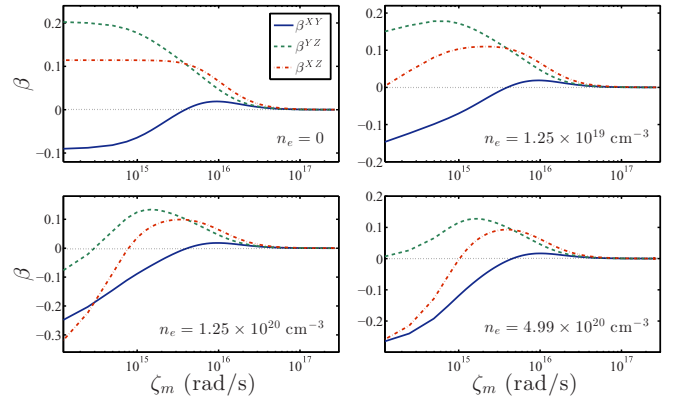 0.2
0.1
0
−0.1
β
10^15
10^16
10^17
β^XY
β^YZ
β^XZ
n_e = 0
0.2
0.1
0
−0.1
−0.2
10^15
10^16
10^17
n_e = 1.25 × 10^19 cm^−3
0.1
0
−0.1
−0.2
−0.3
β
10^15
10^16
10^17
n_e = 1.25 × 10^20 cm^−3
ζ_m (rad/s)
0.2
0.1
0
−0.1
−0.2
10^15
10^16
10^17
n_e = 4.99 × 10^20 cm^−3
ζ_m (rad/s)